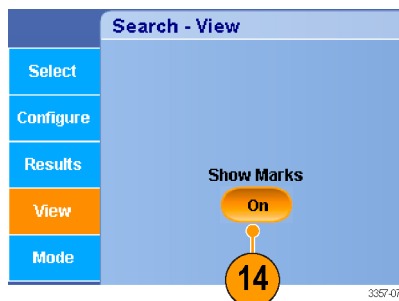 Search - View
Select
Configure
Results
View
Mode
Show Marks
On
14
3357-07